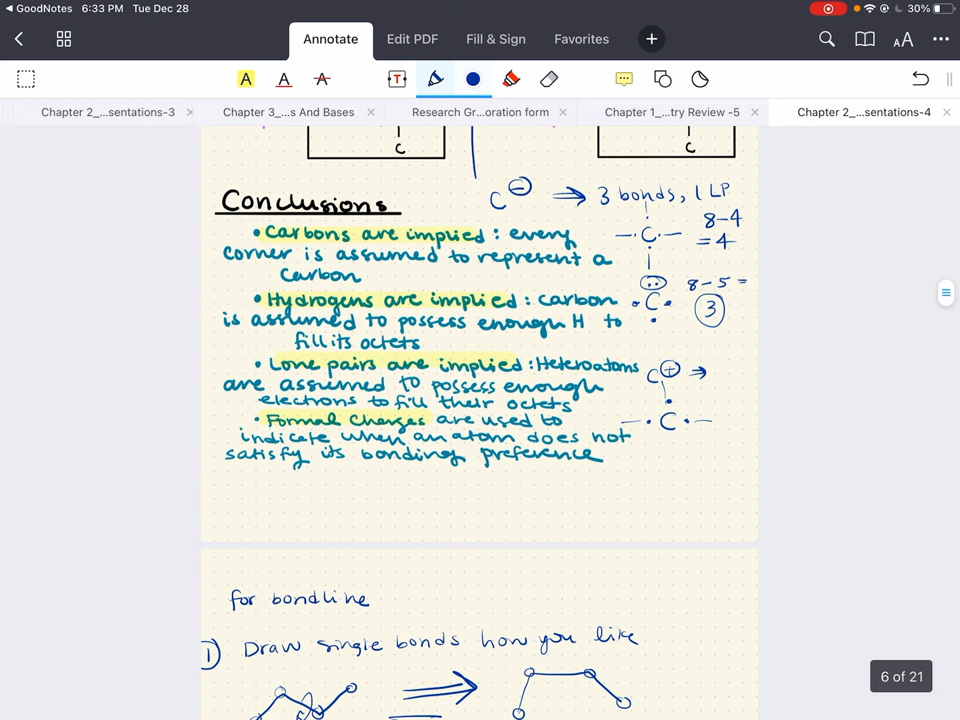 GoodNotes 6:33 PM Tue Dec 28
30%
Annotate Edit PDF Fill & Sign Favorites
AA
A A A T
Chapter 2_...sentations-3 × Chapter 3_...s And Bases × Research Gr...oration form × Chapter 1_...try Review -5 × Chapter 2_...sentations-4 ×
C C
C⊖ ⇒ 3 bonds, 1 LP
Conclusions
8-4
=4
C
• Carbons are implied : every
corner is assumed to represent a
carbon
8-5=
C
3
• Hydrogens are implied : carbon
is assumed to possess enough H to
fill its octets
• Lone pairs are implied : Heteroatoms
are assumed to possess enough
electrons to fill their octets
C⊕ →
C
• Formal Charges are used to
indicate when an atom does not
satisfy its bonding preference
for bondline
1) Draw single bonds how you like
6 of 21